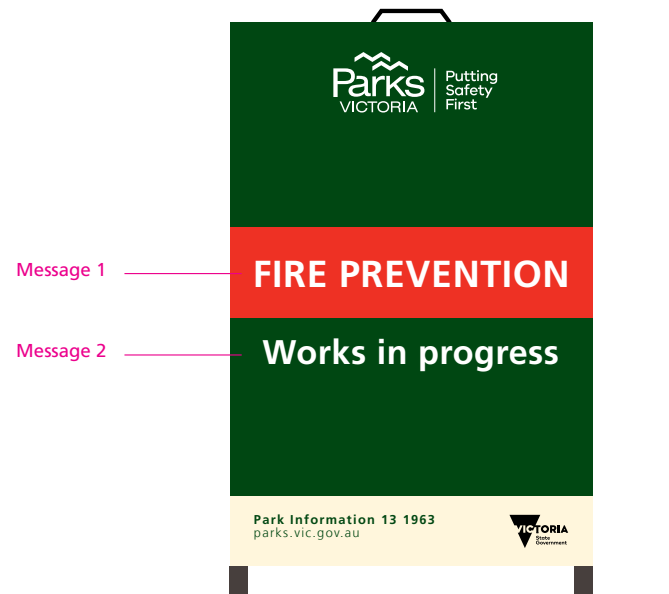 Parks
VICTORIA
Putting
Safety
First
Message 1
FIRE PREVENTION
Message 2
Works in progress
Park Information 13 1963
parks.vic.gov.au
VICTORIA
State
Government